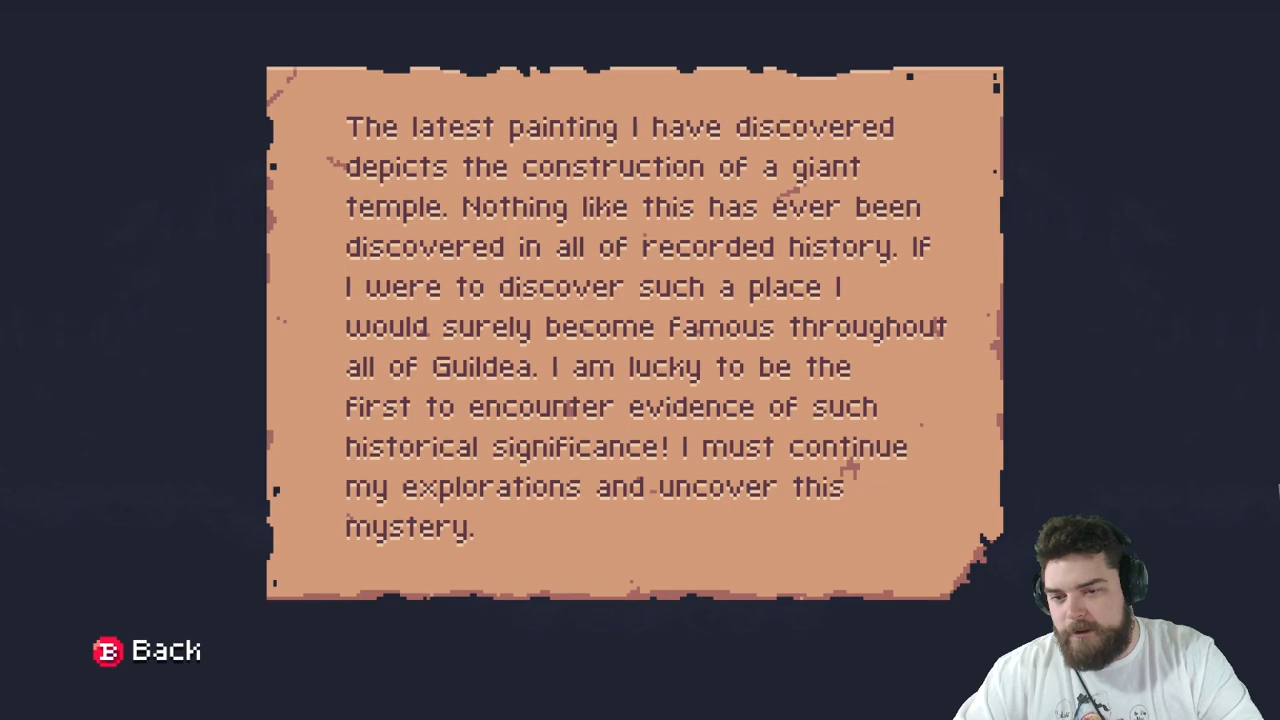 The latest painting I have discovered
depicts the construction of a giant
temple. Nothing like this has ever been
discovered in all of recorded history. If
I were to discover such a place I
would surely become famous throughout
all of Guildea. I am lucky to be the
first to encounter evidence of such
historical significance! I must continue
my explorations and uncover this
mystery.
B Back